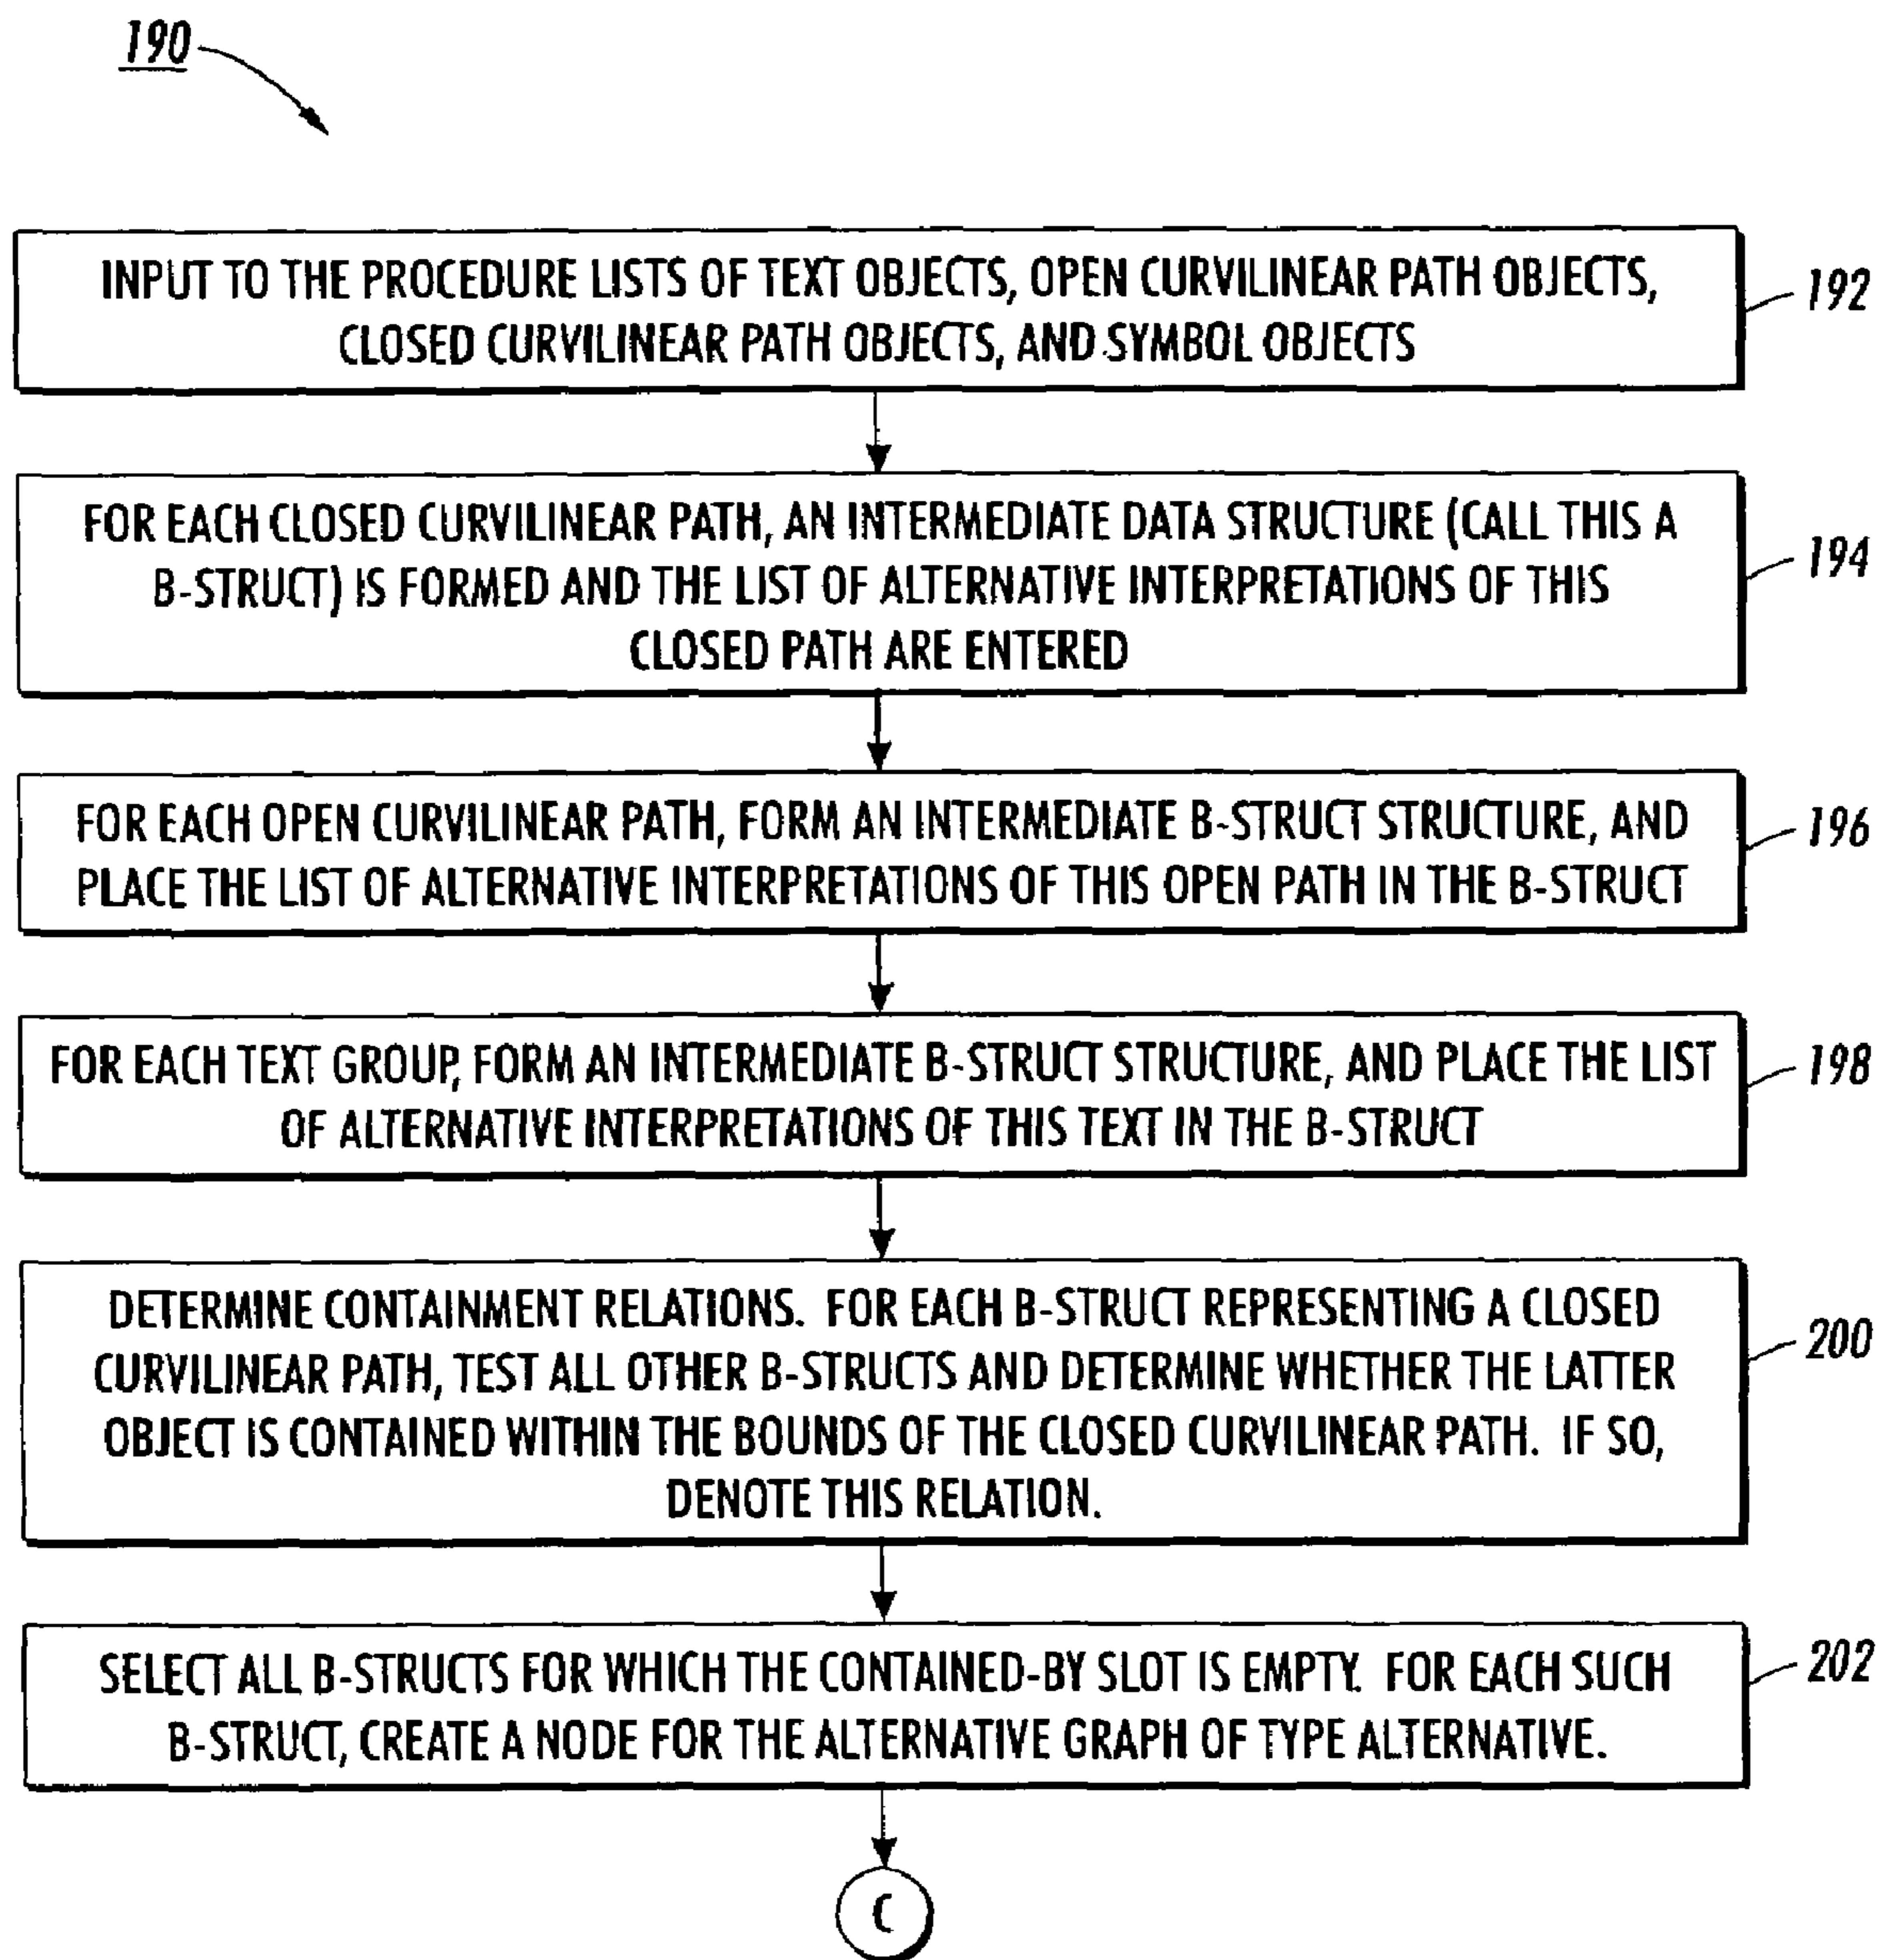 190
INPUT TO THE PROCEDURE LISTS OF TEXT OBJECTS, OPEN CURVILINEAR PATH OBJECTS,
CLOSED CURVILINEAR PATH OBJECTS, AND SYMBOL OBJECTS
192
FOR EACH CLOSED CURVILINEAR PATH, AN INTERMEDIATE DATA STRUCTURE (CALL THIS A
B-STRUCT) IS FORMED AND THE LIST OF ALTERNATIVE INTERPRETATIONS OF THIS
CLOSED PATH ARE ENTERED
194
FOR EACH OPEN CURVILINEAR PATH, FORM AN INTERMEDIATE B-STRUCT STRUCTURE, AND
PLACE THE LIST OF ALTERNATIVE INTERPRETATIONS OF THIS OPEN PATH IN THE B-STRUCT
196
FOR EACH TEXT GROUP, FORM AN INTERMEDIATE B-STRUCT STRUCTURE, AND PLACE THE LIST
OF ALTERNATIVE INTERPRETATIONS OF THIS TEXT IN THE B-STRUCT
198
DETERMINE CONTAINMENT RELATIONS. FOR EACH B-STRUCT REPRESENTING A CLOSED
CURVILINEAR PATH, TEST ALL OTHER B-STRUCTS AND DETERMINE WHETHER THE LATTER
OBJECT IS CONTAINED WITHIN THE BOUNDS OF THE CLOSED CURVILINEAR PATH. IF SO,
DENOTE THIS RELATION.
200
SELECT ALL B-STRUCTS FOR WHICH THE CONTAINED-BY SLOT IS EMPTY. FOR EACH SUCH
B-STRUCT, CREATE A NODE FOR THE ALTERNATIVE GRAPH OF TYPE ALTERNATIVE.
202
C